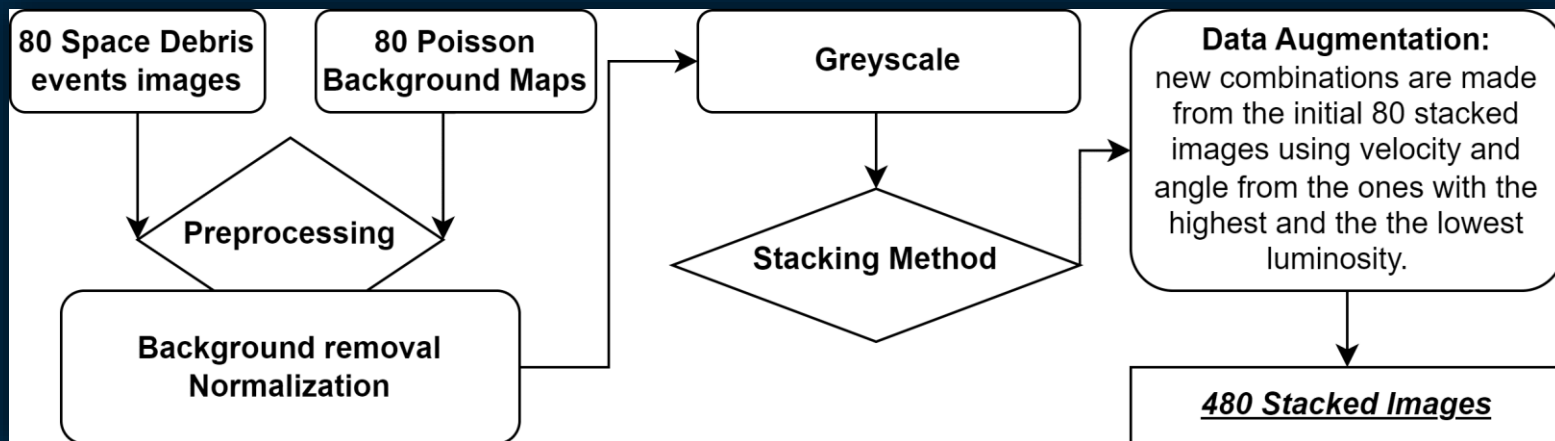 80 Space Debris
events images
80 Poisson
Background Maps
Preprocessing
Background removal
Normalization
Greyscale
Stacking Method
Data Augmentation:
new combinations are made
from the initial 80 stacked
images using velocity and
angle from the ones with the
highest and the the lowest
luminosity.
480 Stacked Images